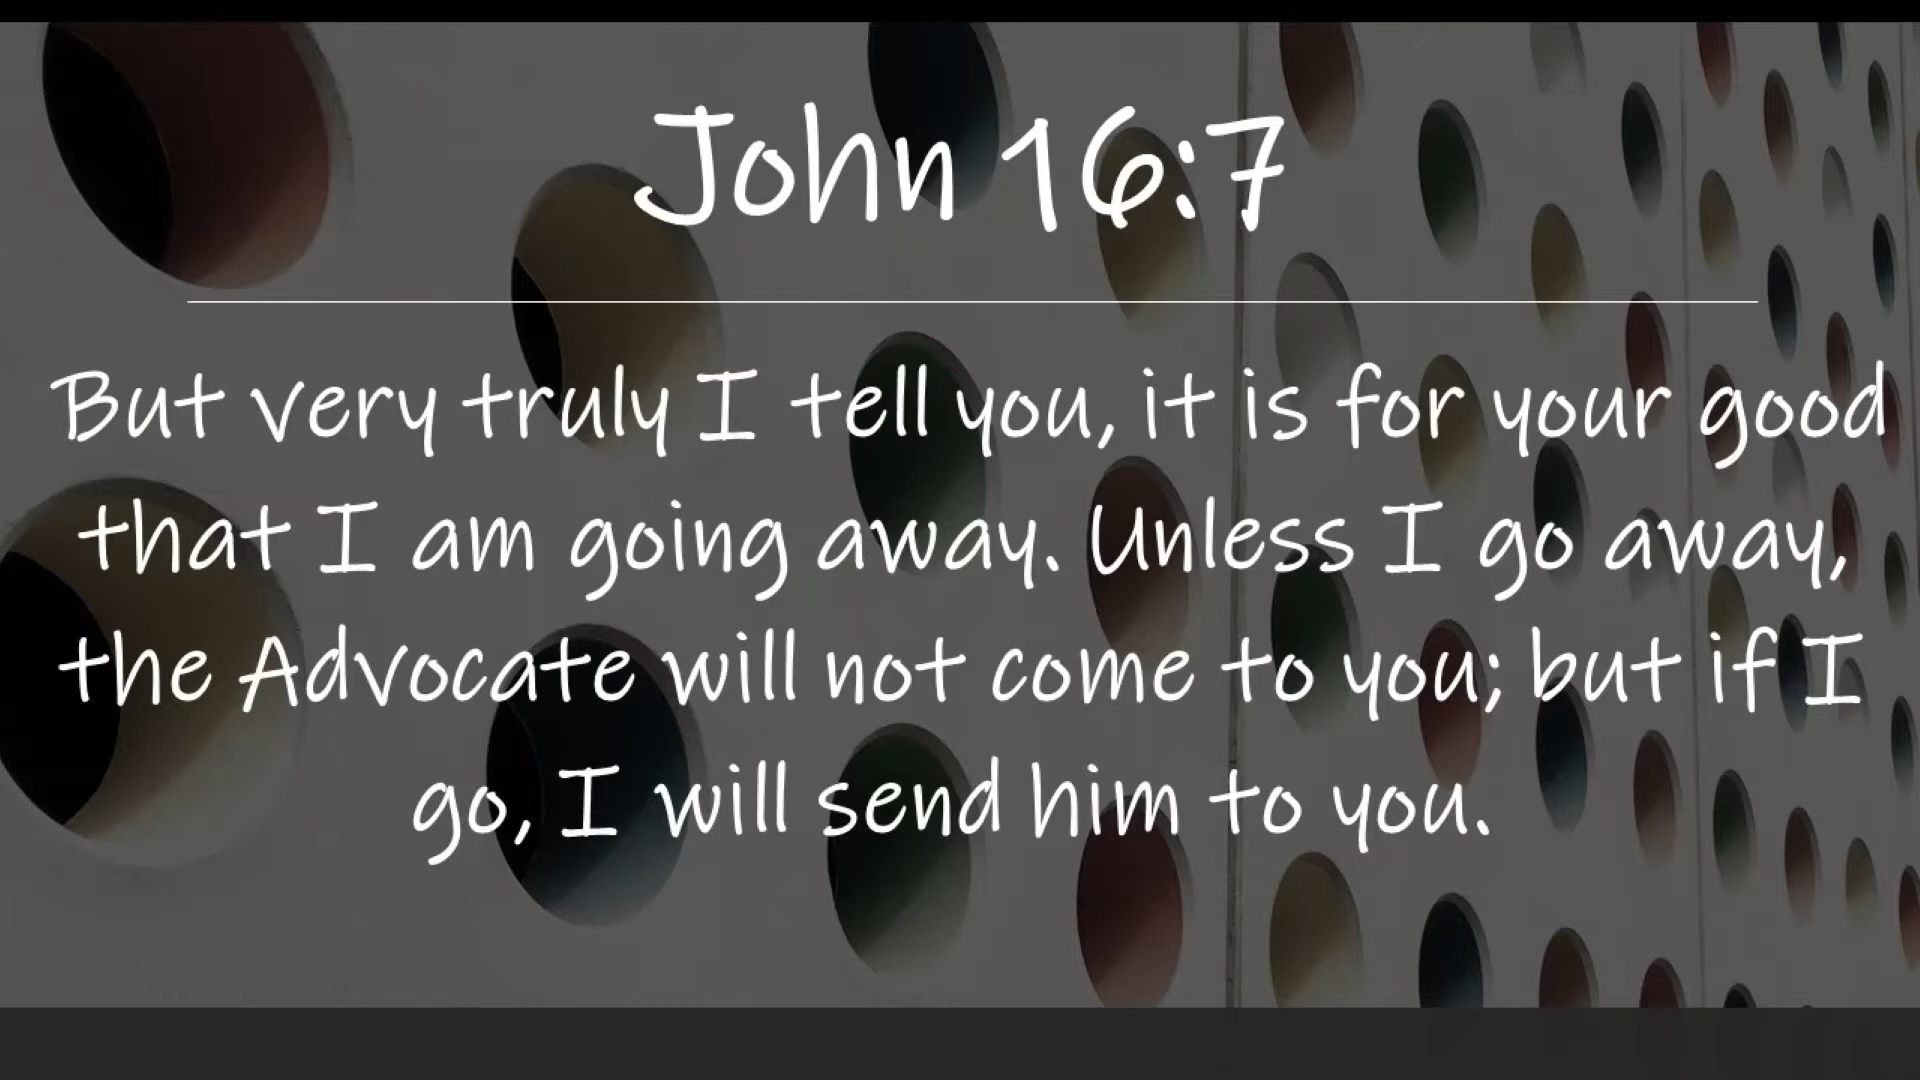 John 16:7
But very truly I tell you, it is for your good
that I am going away. Unless I go away,
the Advocate will not come to you; but if I
go, I will send him to you.